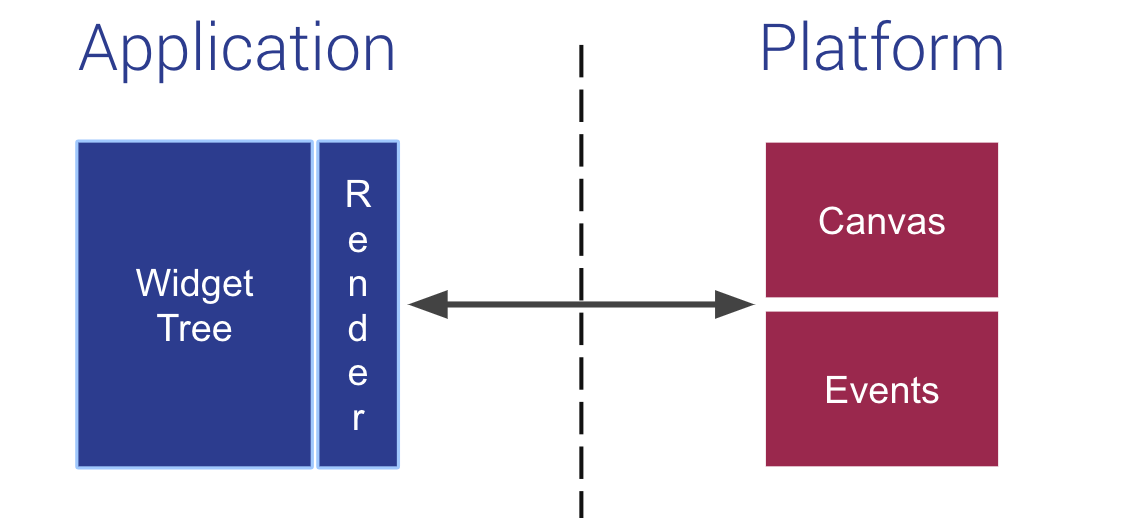 Application
Platform
Widget
Tree
R
e
n
d
e
r
Canvas
Events